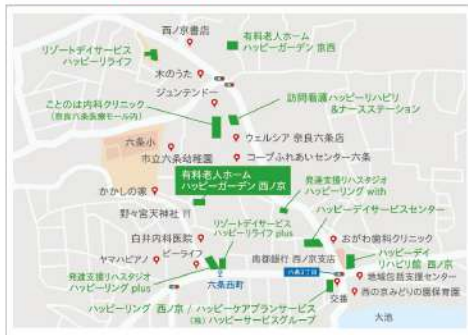 西ノ京書店
リゾートデイサービス
ハッピーリライフ
有料老人ホーム
ハッピーガーデン 京西
木のうた
ジュンテンドー
ことのは内科クリニック
(奈良六条医療モール内)
訪問看護ハッピーリハビリ
&ナースステーション
六条小
ウェルシア 奈良六条店
市立六条幼稚園
コープふれあいセンター六条
有料老人ホーム
ハッピーガーデン 西ノ京
発達支援リハスタジオ
ハッピーリング with
かかしの家
野々宮天神社
リゾートデイサービス
ハッピーリライフ plus
ハッピーデイサービスセンター
白井内科医院
おがわ歯科クリニック
ピーライフ
南都銀行 西ノ京支店
ハッピーデイ
リハビリ館 西ノ京
ヤマハピアノ
六条2丁目
地域包括支援センター
発達支援リハスタジオ
ハッピーリング plus
六条西町
交番
西の京みどりの園保育園
ハッピーリング 西ノ京 / ハッピーケアプランサービス
(株) ハッピーサービスグループ
大池